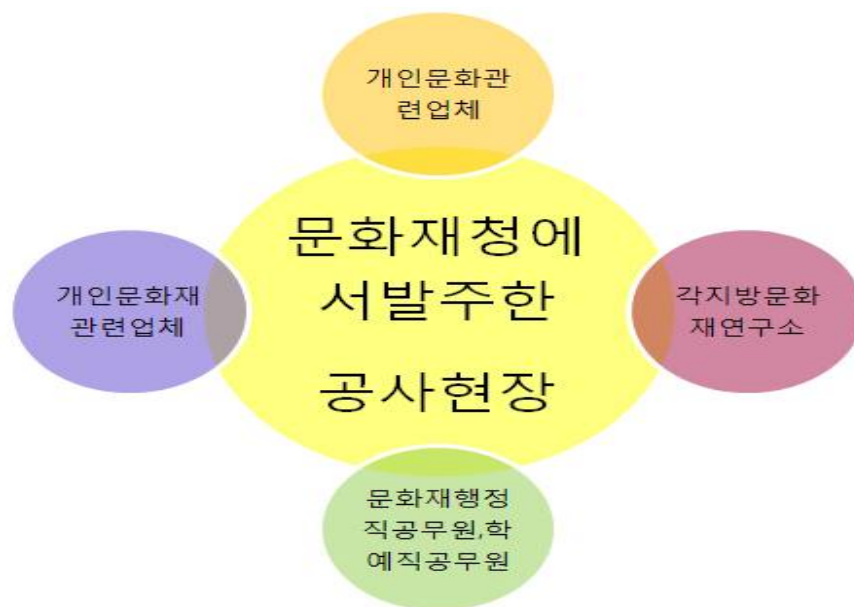 개인문화관
련업체
문화재청에
서발주한
공사현장
개인문화재
관련업체
각지방문화
재연구소
문화재행정
직공무원,학
예직공무원